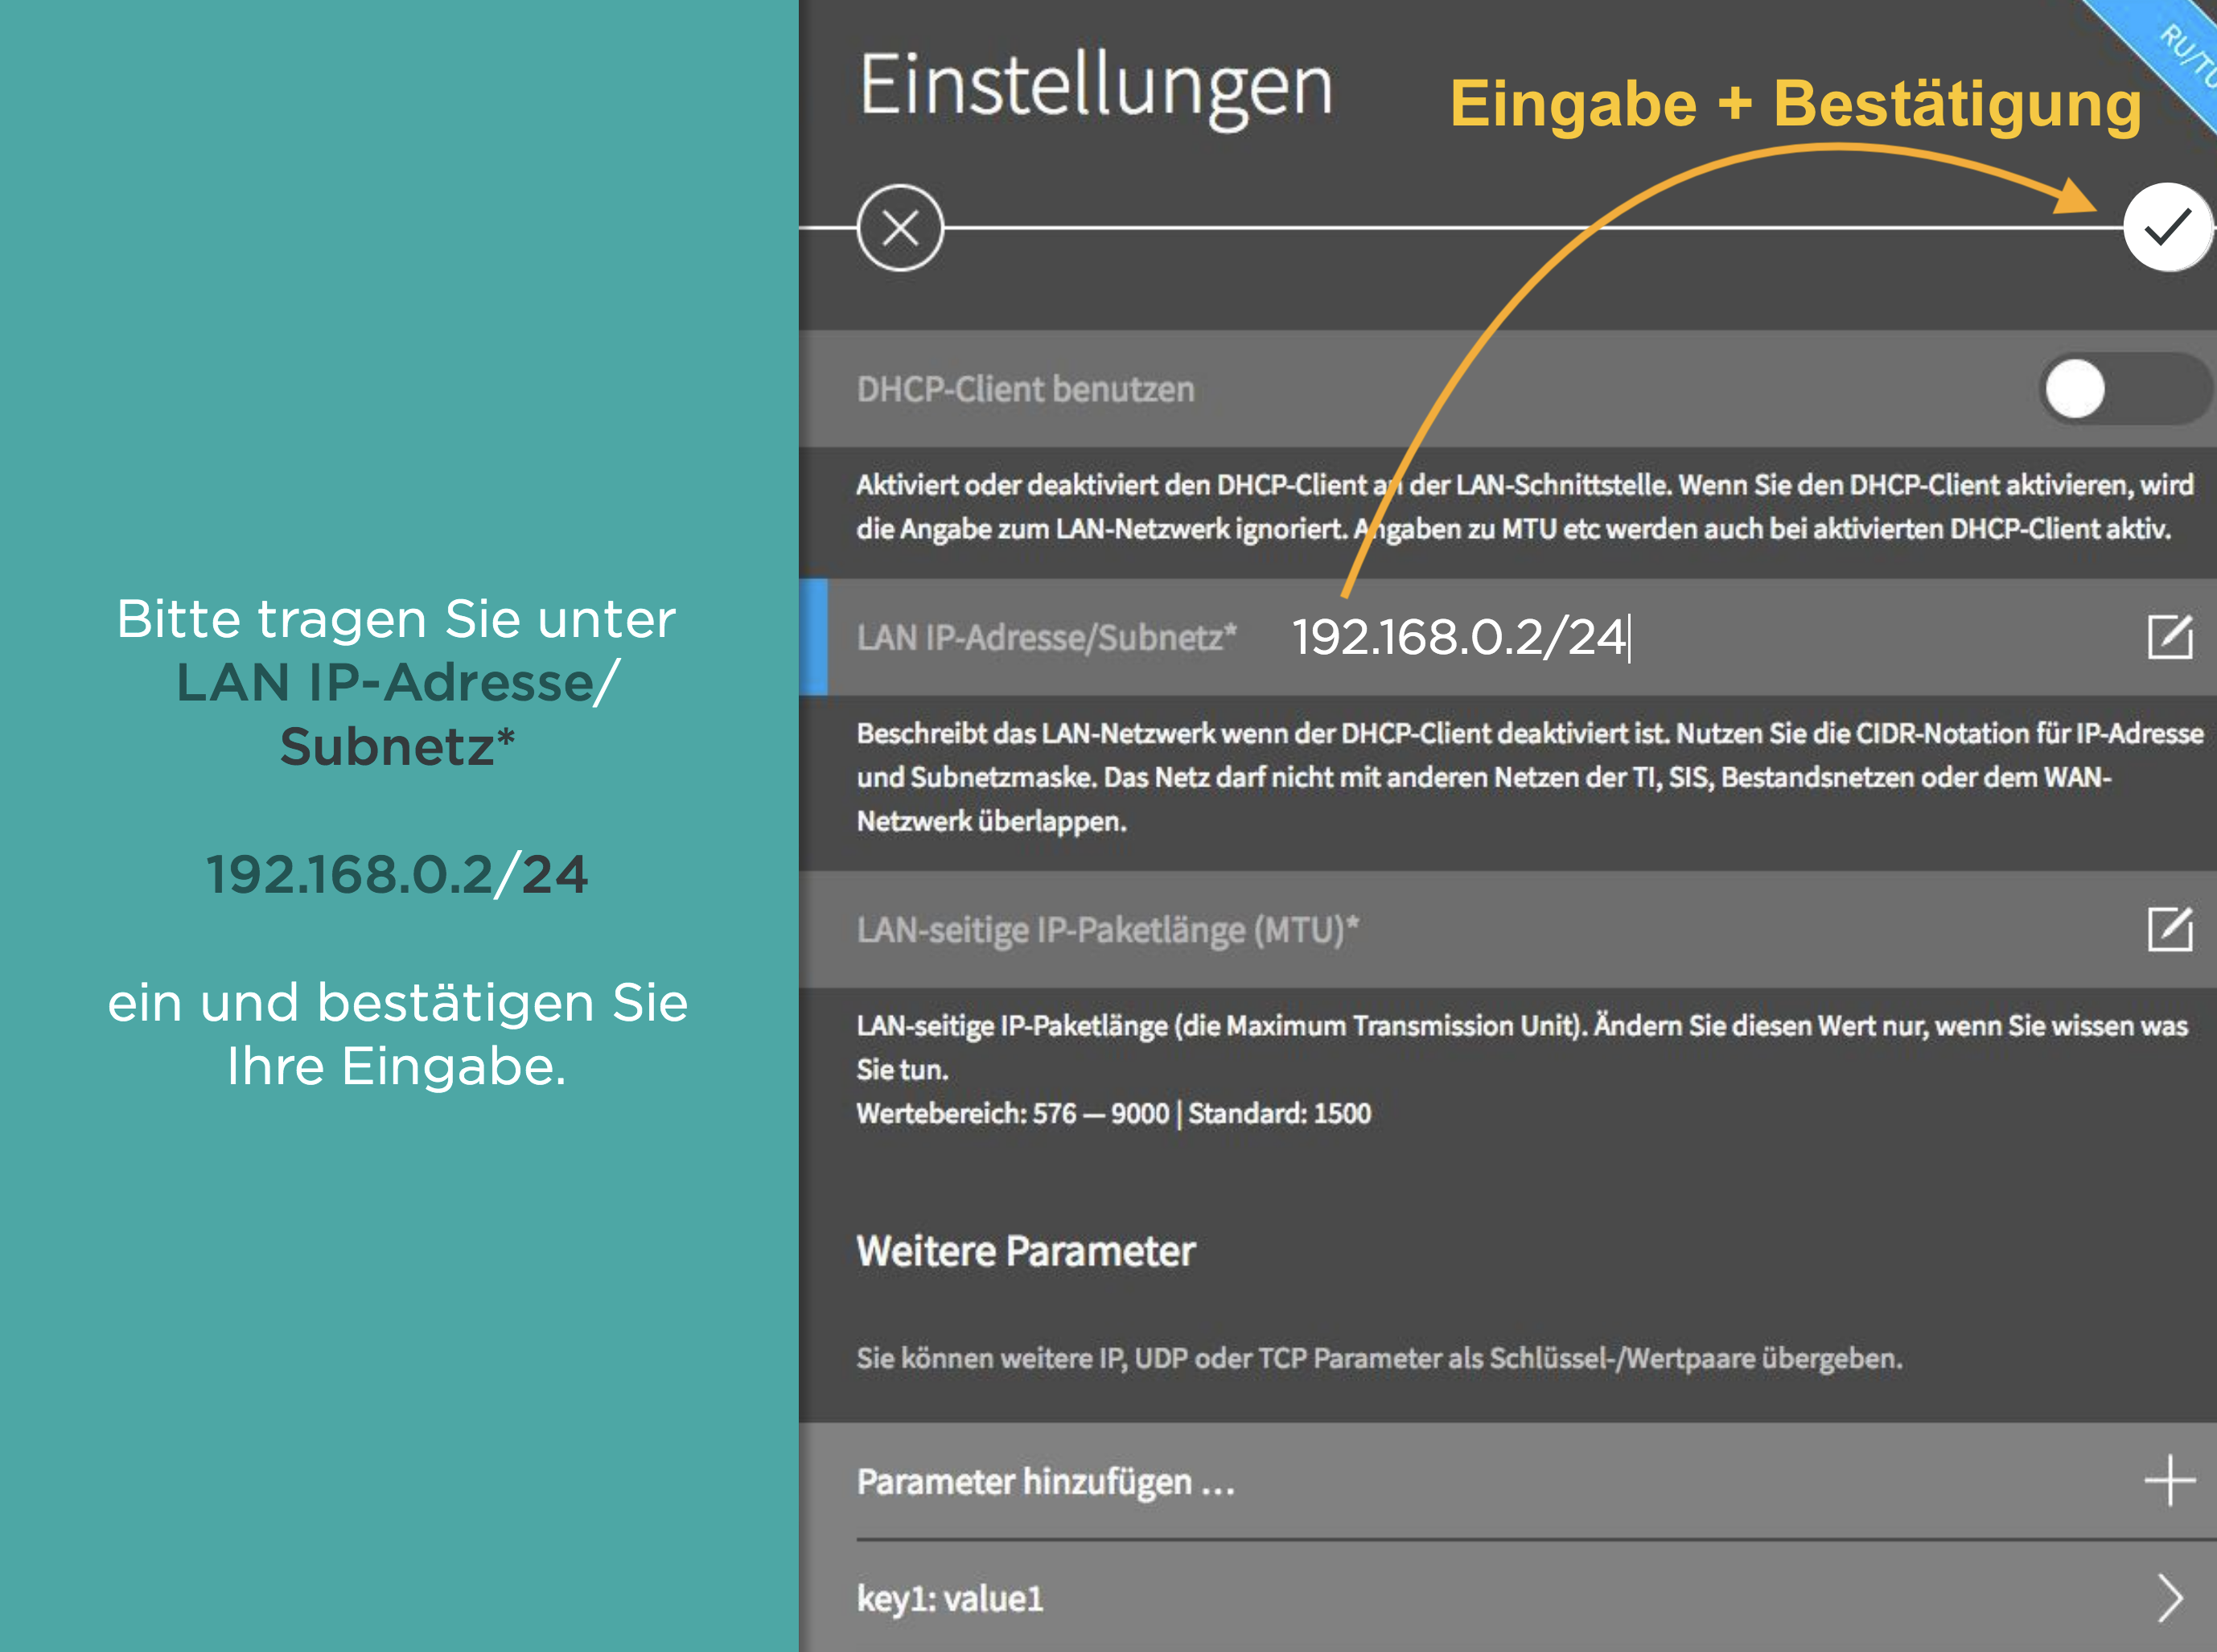 Bitte tragen Sie unter
LAN IP-Adresse/
Subnetz*
192.168.0.2/24
ein und bestätigen Sie
Ihre Eingabe.
Einstellungen
Eingabe + Bestätigung
DHCP-Client benutzen
Aktiviert oder deaktiviert den DHCP-Client an der LAN-Schnittstelle. Wenn Sie den DHCP-Client aktivieren, wird
die Angabe zum LAN-Netzwerk ignoriert. Angaben zu MTU etc werden auch bei aktivierten DHCP-Client aktiv.
LAN IP-Adresse/Subnetz* 192.168.0.2/24
Beschreibt das LAN-Netzwerk wenn der DHCP-Client deaktiviert ist. Nutzen Sie die CIDR-Notation für IP-Adresse
und Subnetzmaske. Das Netz darf nicht mit anderen Netzen der TI, SIS, Bestandsnetzen oder dem WAN-
Netzwerk überlappen.
LAN-seitige IP-Paketlänge (MTU)*
LAN-seitige IP-Paketlänge (die Maximum Transmission Unit). Ändern Sie diesen Wert nur, wenn Sie wissen was
Sie tun.
Wertebereich: 576 — 9000 | Standard: 1500
Weitere Parameter
Sie können weitere IP, UDP oder TCP Parameter als Schlüssel-/Wertpaare übergeben.
Parameter hinzufügen ...
key1: value1